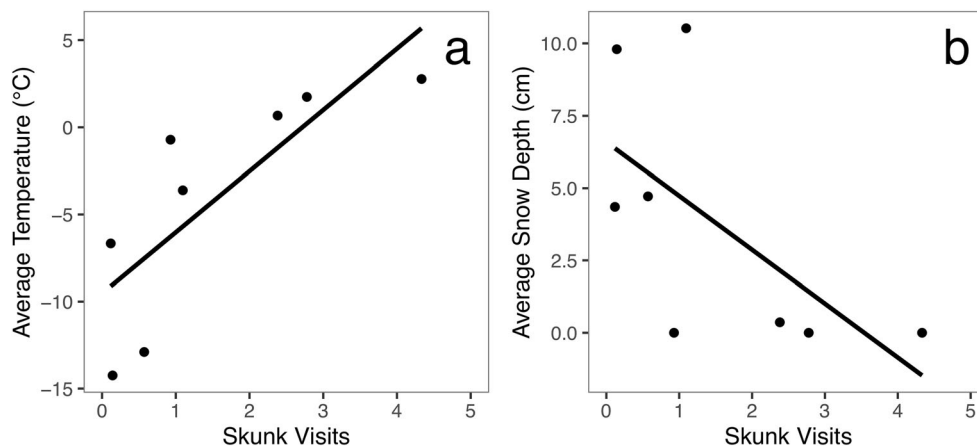 a
Average Temperature (°C)
5
0
−5
−10
−15
0 1 2 3 4 5
Skunk Visits
b
Average Snow Depth (cm)
10.0
7.5
5.0
2.5
0.0
0 1 2 3 4 5
Skunk Visits